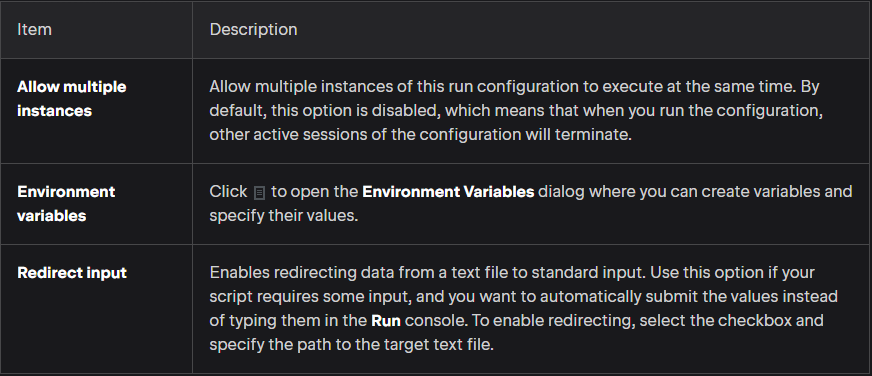 Item
Description
Allow multiple
instances
Allow multiple instances of this run configuration to execute at the same time. By
default, this option is disabled, which means that when you run the configuration,
other active sessions of the configuration will terminate.
Environment
variables
Click to open the Environment Variables dialog where you can create variables and
specify their values.
Redirect input
Enables redirecting data from a text file to standard input. Use this option if your
script requires some input, and you want to automatically submit the values instead
of typing them in the Run console. To enable redirecting, select the checkbox and
specify the path to the target text file.